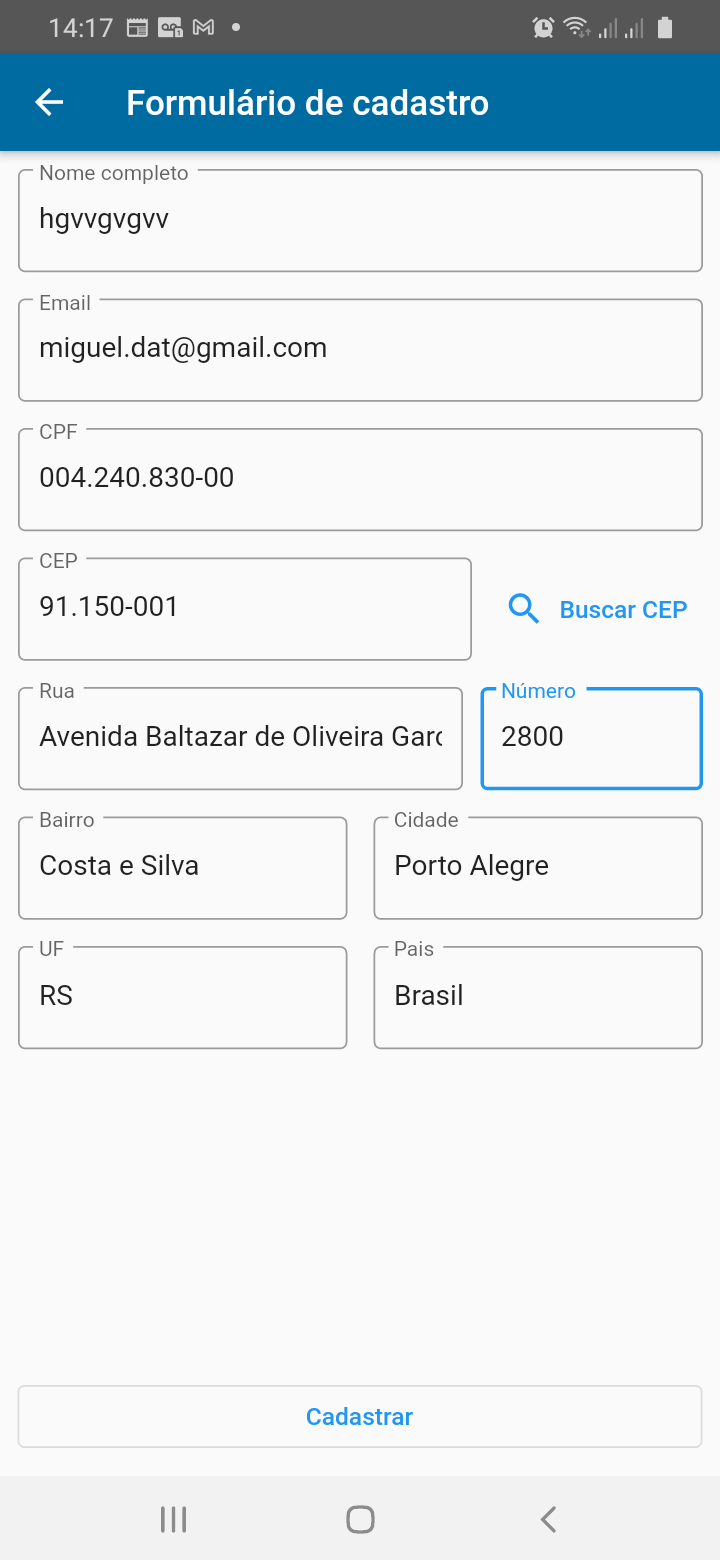 14:17
Formulário de cadastro
Nome completo
hgvvgvgvv
Email
miguel.dat@gmail.com
CPF
004.240.830-00
CEP
91.150-001
Buscar CEP
Rua
Avenida Baltazar de Oliveira Garc
Número
2800
Bairro
Costa e Silva
Cidade
Porto Alegre
UF
RS
Pais
Brasil
Cadastrar